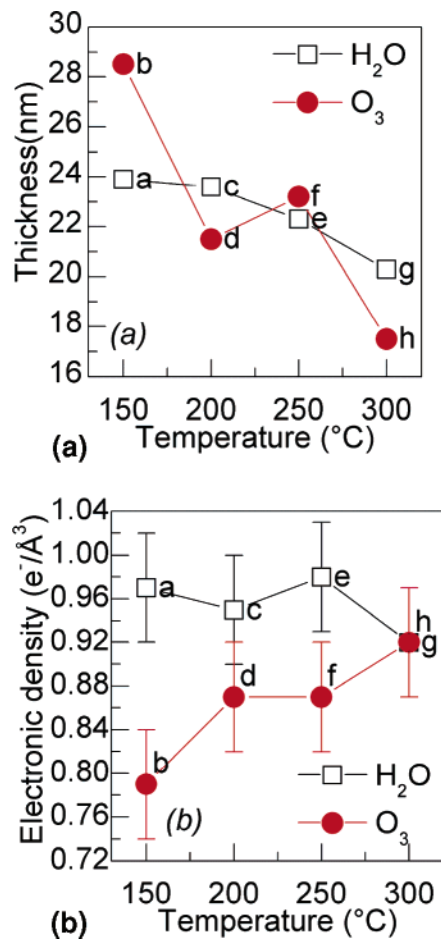 30
28
26
24
22
20
18
16
Thickness(nm)
H₂O
O₃
a
b
c
d
e
f
g
h
(a)
150 200 250 300
Temperature (°C)
(a)
1.04
1.00
0.96
0.92
0.88
0.84
0.80
0.76
0.72
Electronic density (e⁻/Å³)
a
b
c
d
e
f
h
g
H₂O
O₃
(b)
150 200 250 300
Temperature (°C)
(b)